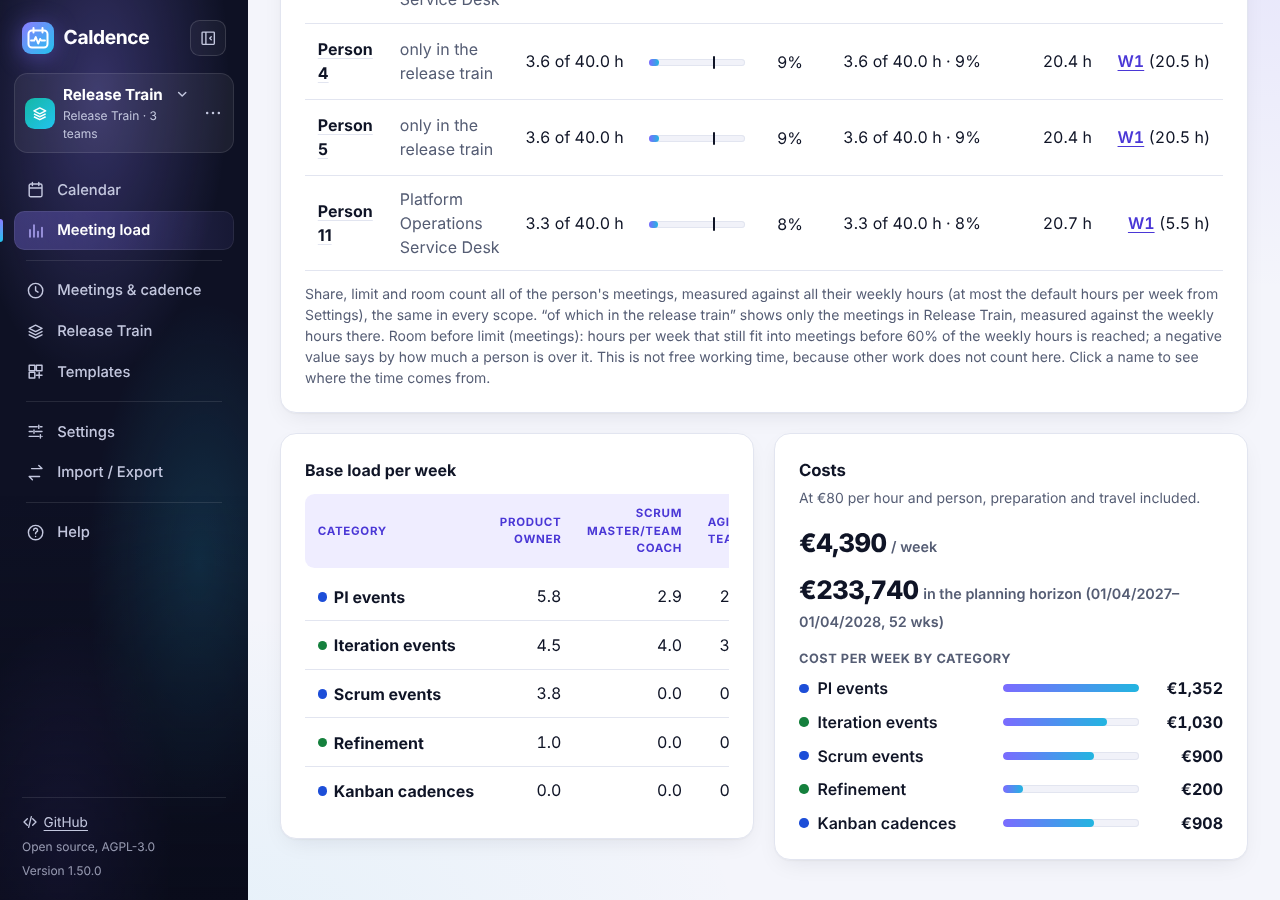 Caldence
Release Train
Release Train · 3
teams
Calendar
Meeting load
Meetings & cadence
Release Train
Templates
Settings
Import / Export
Help
GitHub
Open source, AGPL-3.0
Version 1.50.0
Service Desk
Person
4
only in the
release train
3.6 of 40.0 h
9%
3.6 of 40.0 h · 9%
20.4 h
W1 (20.5 h)
Person
5
only in the
release train
3.6 of 40.0 h
9%
3.6 of 40.0 h · 9%
20.4 h
W1 (20.5 h)
Person
11
Platform
Operations
Service Desk
3.3 of 40.0 h
8%
3.3 of 40.0 h · 8%
20.7 h
W1 (5.5 h)
Share, limit and room count all of the person's meetings, measured against all their weekly hours (at most the default hours per week from
Settings), the same in every scope. “of which in the release train” shows only the meetings in Release Train, measured against the weekly
hours there. Room before limit (meetings): hours per week that still fit into meetings before 60% of the weekly hours is reached; a negative
value says by how much a person is over it. This is not free working time, because other work does not count here. Click a name to see
where the time comes from.
Base load per week
CATEGORY
PRODUCT
OWNER
SCRUM
MASTER/TEAM
COACH
PI events 5.8 2.9 2
Iteration events 4.5 4.0 3
Scrum events 3.8 0.0 0
Refinement 1.0 0.0 0
Kanban cadences 0.0 0.0 0
Costs
At €80 per hour and person, preparation and travel included.
€4,390 / week
€233,740 in the planning horizon (01/04/2027–
01/04/2028, 52 wks)
COST PER WEEK BY CATEGORY
PI events €1,352
Iteration events €1,030
Scrum events €900
Refinement €200
Kanban cadences €908